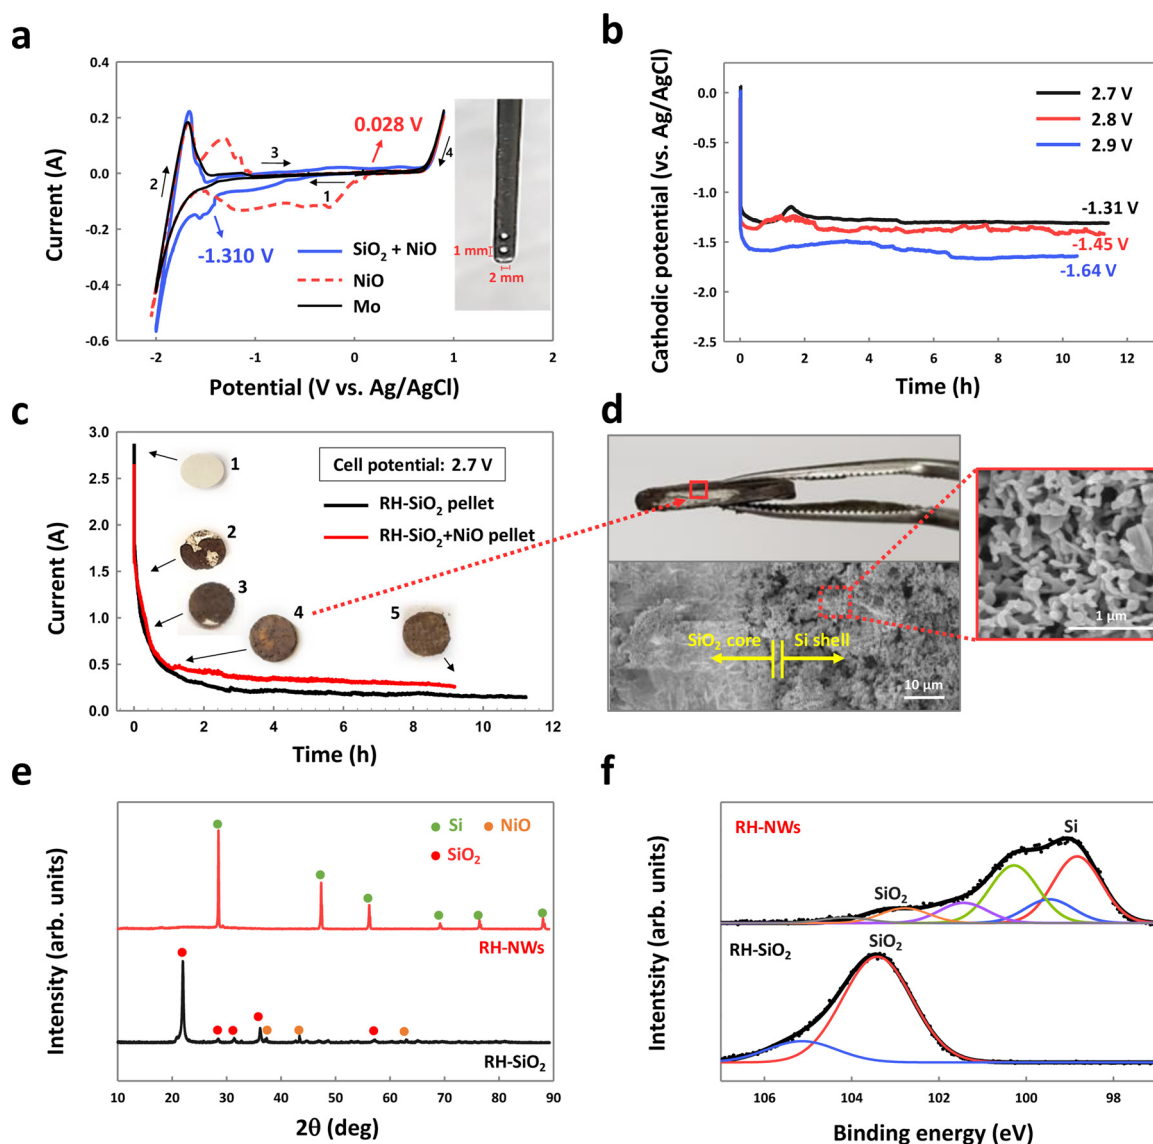 a
0.4
0.2
0.0
-0.2
-0.4
-0.6
Current (A)
-2
-1
0
1
2
Potential (V vs. Ag/AgCl)
0.028 V
-1.310 V
1
2
3
4
SiO2 + NiO
NiO
Mo
1 mm
2 mm
b
0.0
-0.5
-1.0
-1.5
-2.0
-2.5
Cathodic potential (vs. Ag/AgCl)
0
2
4
6
8
10
12
Time (h)
2.7 V
2.8 V
2.9 V
-1.31 V
-1.45 V
-1.64 V
c
3.0
2.5
2.0
1.5
1.0
0.5
0.0
Current (A)
0
2
4
6
8
10
12
Time (h)
Cell potential: 2.7 V
RH-SiO2 pellet
RH-SiO2+NiO pellet
1
2
3
4
5
d
SiO2 core
Si shell
10 μm
1 μm
e
Intensity (arb. units)
Si
NiO
SiO2
RH-NWs
RH-SiO2
10
20
30
40
50
60
70
80
90
2θ (deg)
f
Intentsity (arb. units)
RH-NWs
Si
SiO2
RH-SiO2
SiO2
106
104
102
100
98
Binding energy (eV)